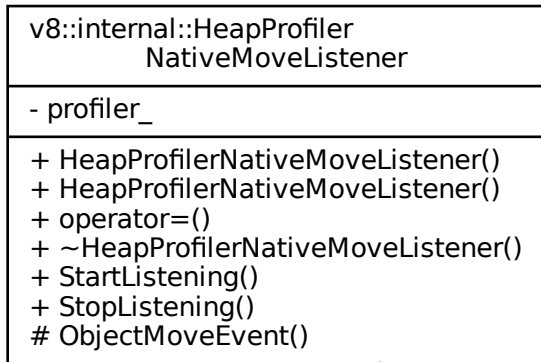 v8::internal::HeapProfiler
NativeMoveListener
- profiler_
+ HeapProfilerNativeMoveListener()
+ HeapProfilerNativeMoveListener()
+ operator=()
+ ~HeapProfilerNativeMoveListener()
+ StartListening()
+ StopListening()
# ObjectMoveEvent()